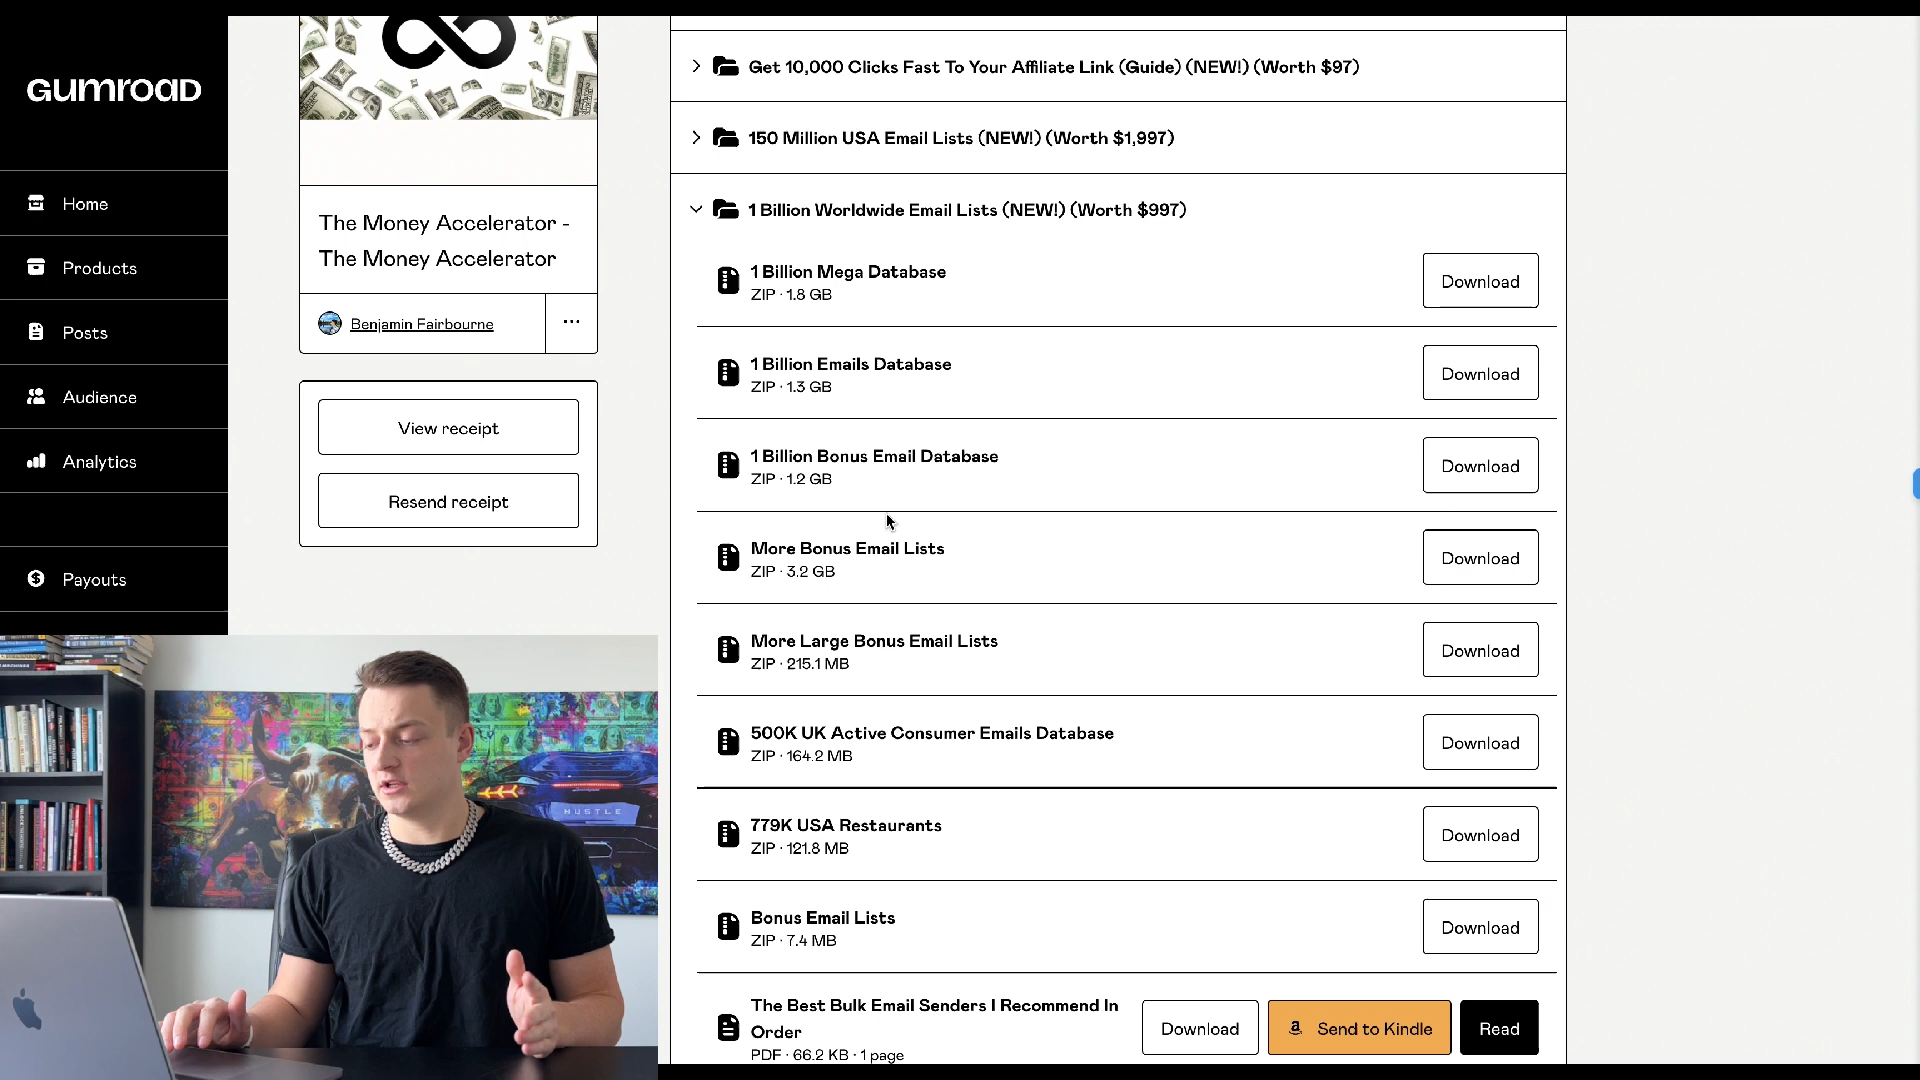 GUMROAD
Home
Products
Posts
Audience
Analytics
Payouts
The Money Accelerator -
The Money Accelerator
Benjamin Fairbourne
...
View receipt
Resend receipt
Get 10,000 Clicks Fast To Your Affiliate Link (Guide) (NEW!) (Worth $97)
150 Million USA Email Lists (NEW!) (Worth $1,997)
1 Billion Worldwide Email Lists (NEW!) (Worth $997)
1 Billion Mega Database
ZIP · 1.8 GB
Download
1 Billion Emails Database
ZIP · 1.3 GB
Download
1 Billion Bonus Email Database
ZIP · 1.2 GB
Download
More Bonus Email Lists
ZIP · 3.2 GB
Download
More Large Bonus Email Lists
ZIP · 215.1 MB
Download
500K UK Active Consumer Emails Database
ZIP · 164.2 MB
Download
779K USA Restaurants
ZIP · 121.8 MB
Download
Bonus Email Lists
ZIP · 7.4 MB
Download
The Best Bulk Email Senders I Recommend In
Order
PDF · 66.2 KB · 1 page
Download
Send to Kindle
Read
HUSTLE